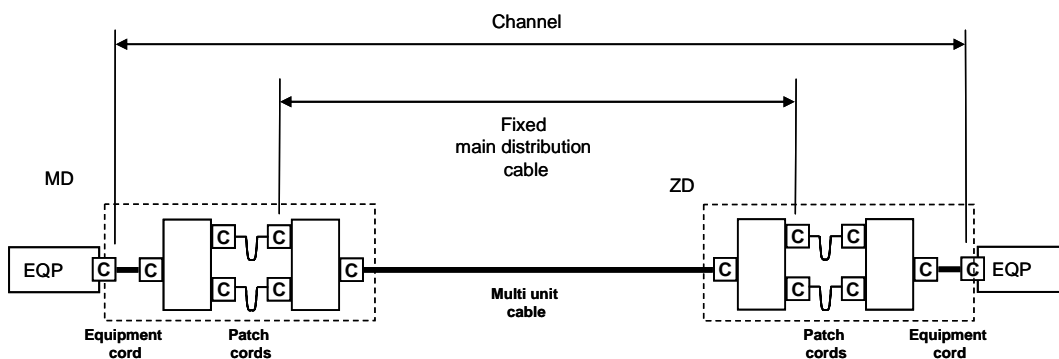 Channel
Fixed
main distribution
cable
MD
ZD
C C
C C
C C
C C
EQP
C C
C
C
C C
EQP
C C
C C
C C
Multi unit
cable
Equipment
cord
Patch
cords
Patch
cords
Equipment
cord